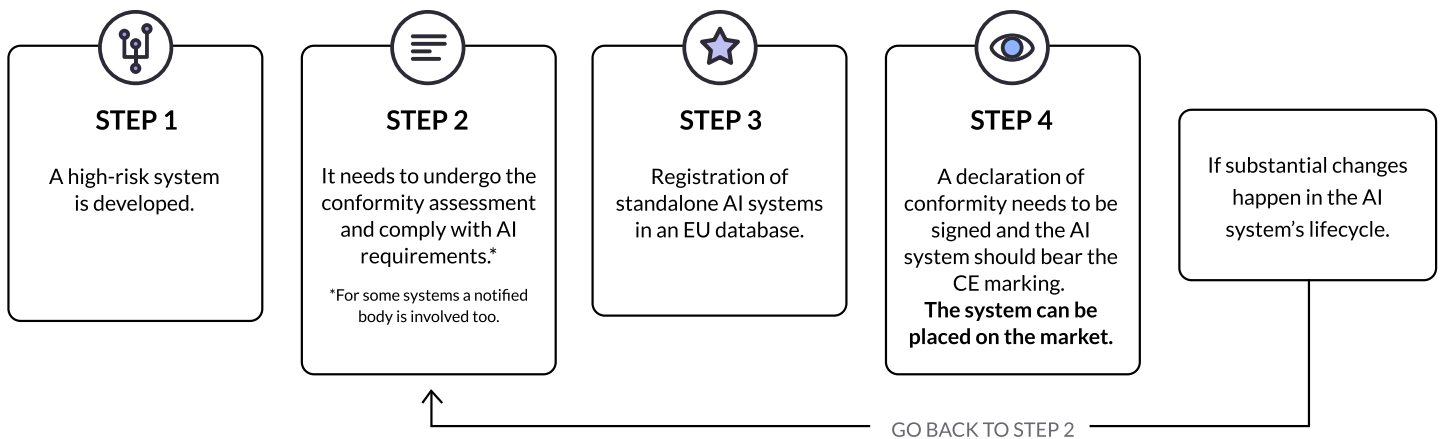 STEP 1
A high-risk system
is developed.
STEP 2
It needs to undergo the
conformity assessment
and comply with AI
requirements.*
*For some systems a notified
body is involved too.
STEP 3
Registration of
standalone AI systems
in an EU database.
STEP 4
A declaration of
conformity needs to be
signed and the AI
system should bear the
CE marking.
The system can be
placed on the market.
If substantial changes
happen in the AI
system’s lifecycle.
GO BACK TO STEP 2